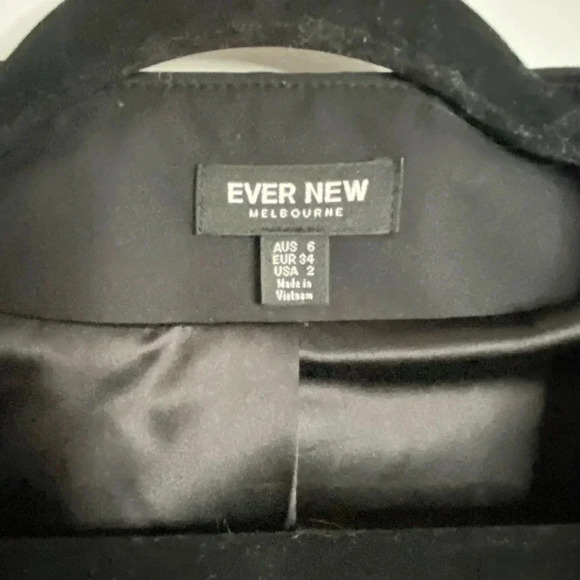 EVER NEW
MELBOURNE
AUS 6
EUR 34
USA 2
Made in
Vietnam